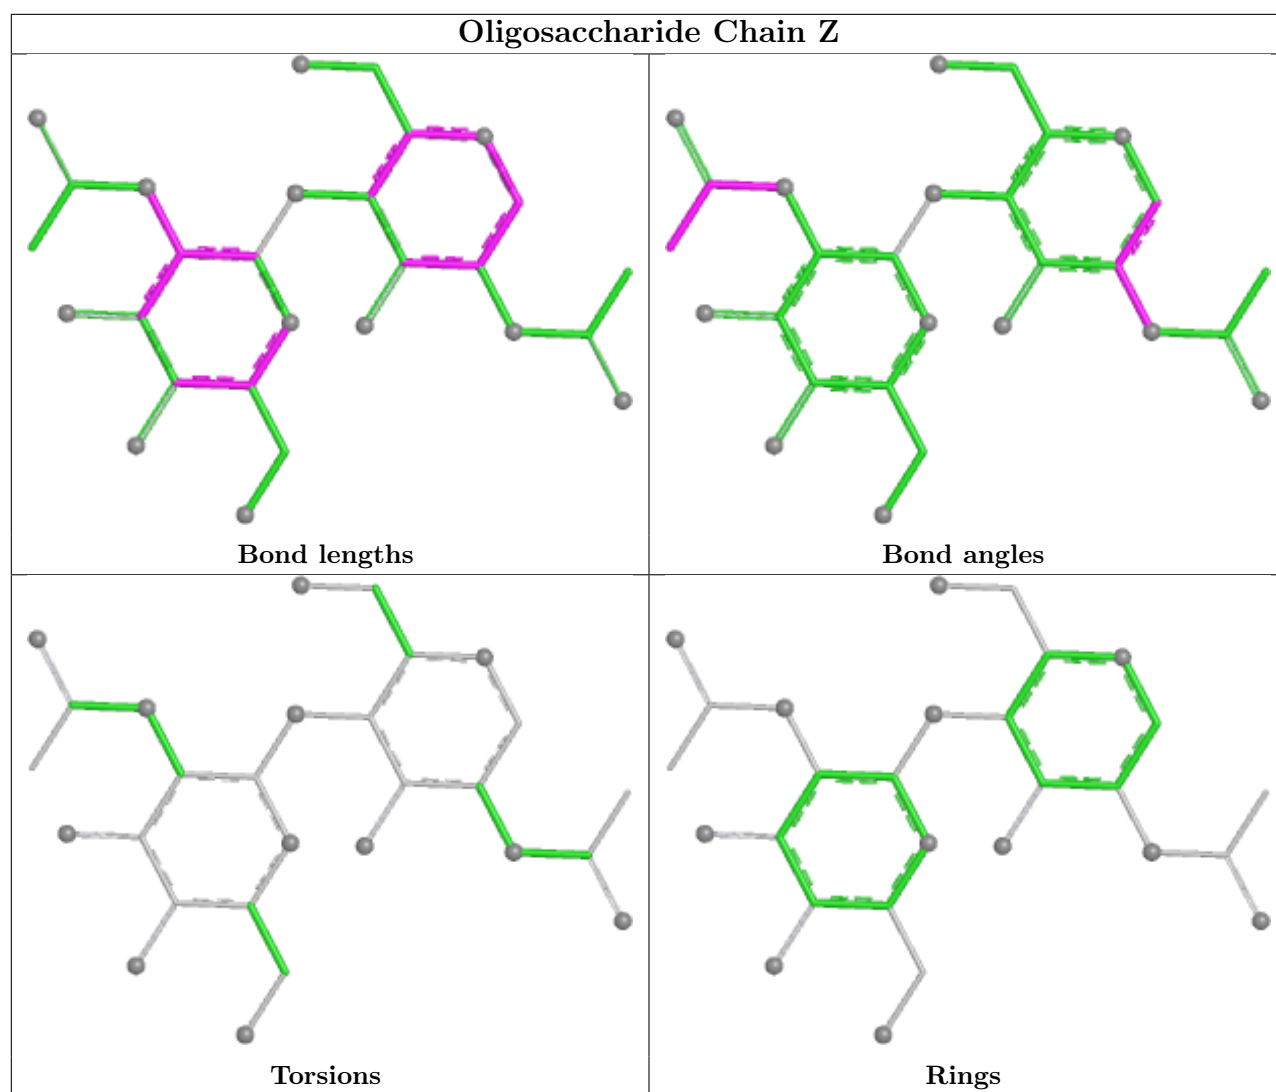 Oligosaccharide Chain Z
Bond lengths
Bond angles
Torsions
Rings